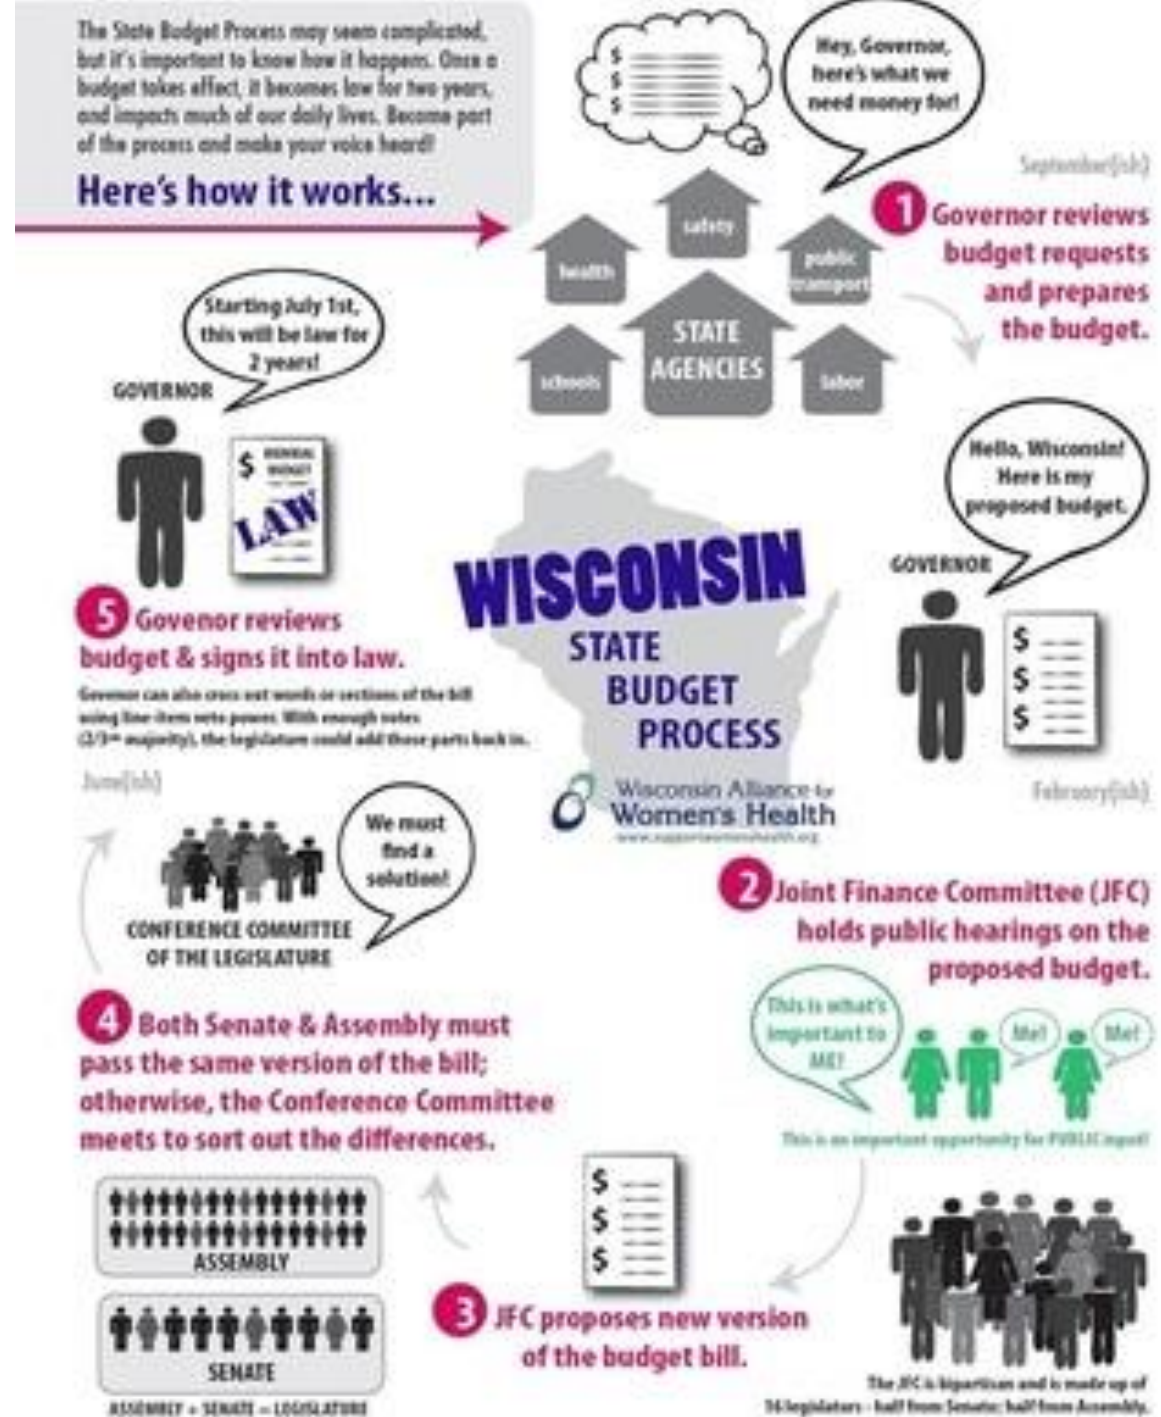 The State Budget Process may seem complicated,
but it's important to know how it happens. Once a
budget takes effect, it becomes law for two years,
and impacts much of our daily lives. Become part
of the process and make your voice heard!
Here's how it works...
$
$
$
Hey, Governor,
here's what we
need money for!
September(ish)
1 Governor reviews
budget requests
and prepares
the budget.
safety
health
public
transport
STATE
AGENCIES
schools
labor
Hello, Wisconsin!
Here is my
proposed budget.
GOVERNOR
$
$
$
February(ish)
WISCONSIN
STATE
BUDGET
PROCESS
Wisconsin Alliance for
Women's Health
www.supportwomenshealth.org
2 Joint Finance Committee (JFC)
holds public hearings on the
proposed budget.
This is what's
important to
ME!
Me!
Me!
This is an important opportunity for PUBLIC input!
The JFC is bipartisan and is made up of
16 legislators - half from Senate; half from Assembly.
$
$
$
3 JFC proposes new version
of the budget bill.
4 Both Senate & Assembly must
pass the same version of the bill;
otherwise, the Conference Committee
meets to sort out the differences.
ASSEMBLY
SENATE
ASSEMBLY + SENATE = LEGISLATURE
We must
find a
solution!
CONFERENCE COMMITTEE
OF THE LEGISLATURE
June(ish)
Starting July 1st,
this will be law for
2 years!
GOVERNOR
$ BIENNIAL
BUDGET
LAW
5 Govenor reviews
budget & signs it into law.
Govenor can also cross out words or sections of the bill
using line-item veto power. With enough votes
(2/3rds majority), the legislature could add those parts back in.